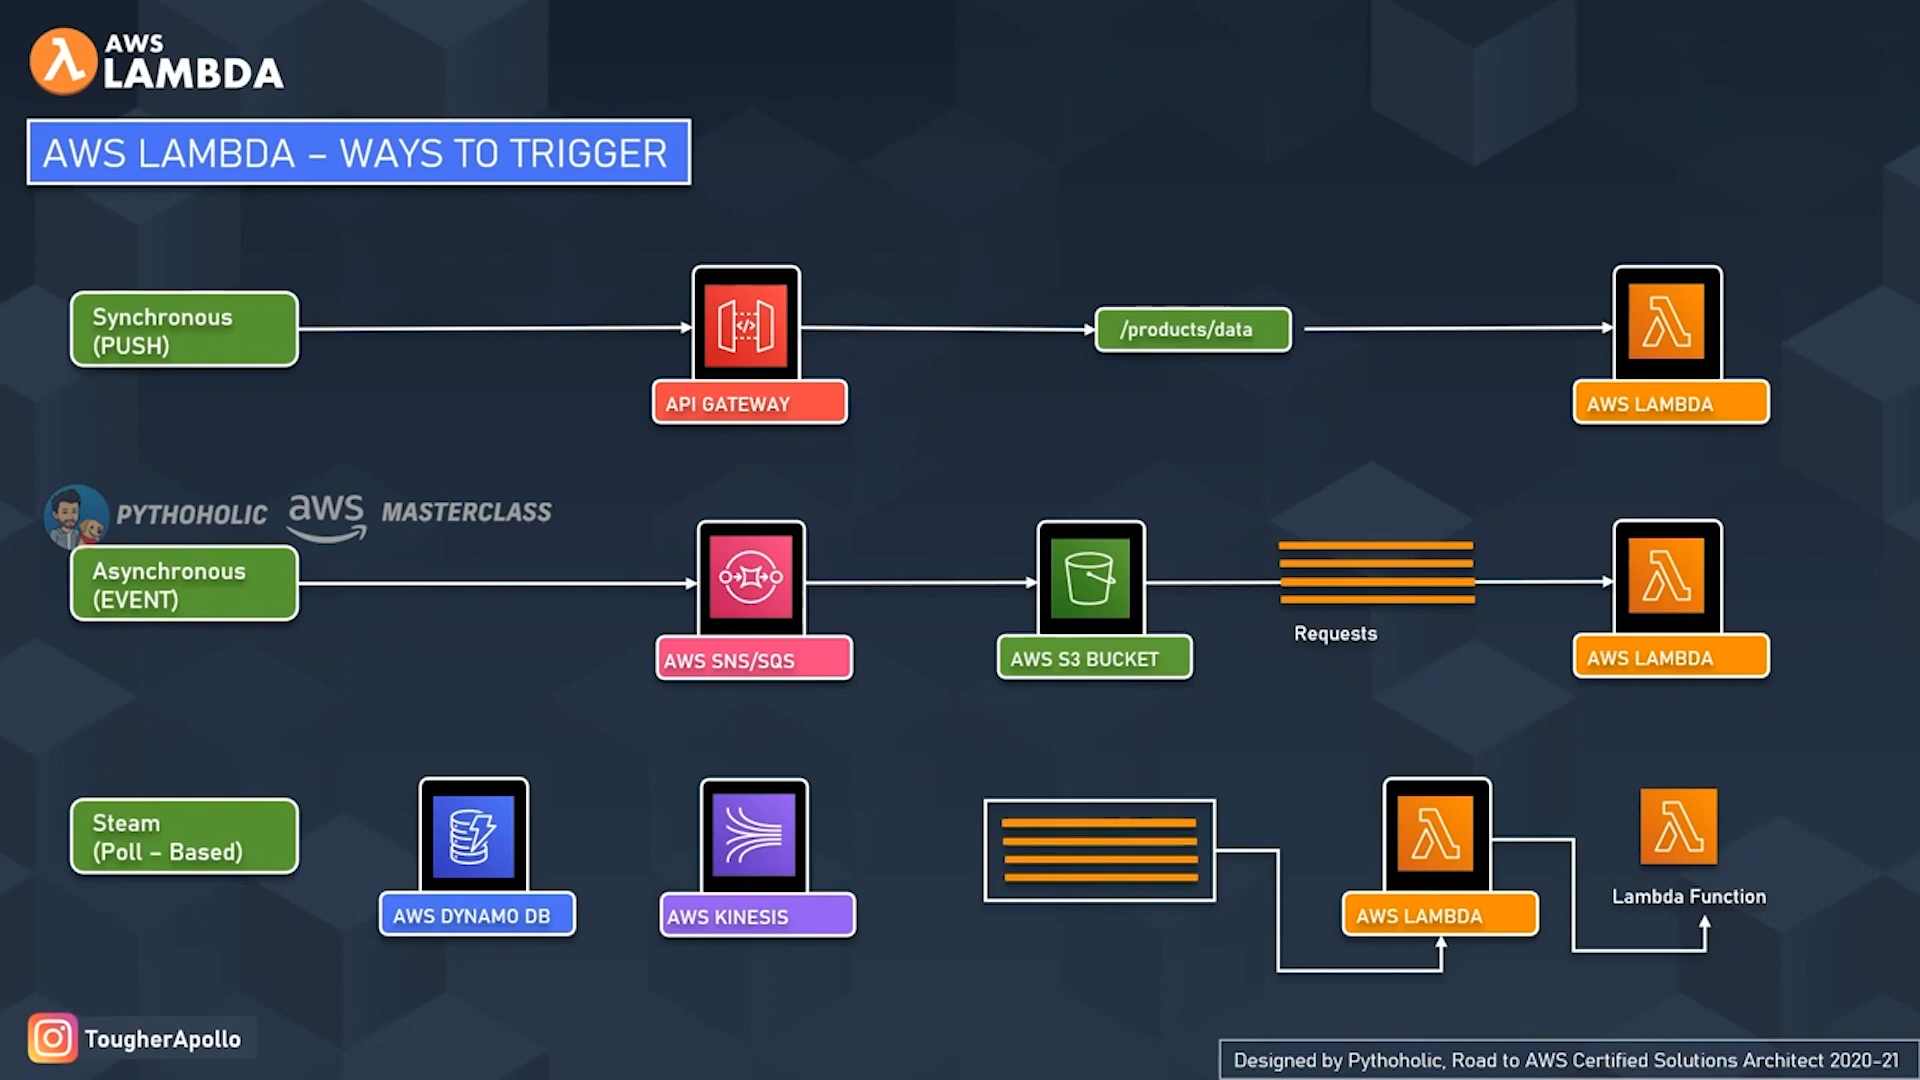 AWS
LAMBDA
AWS LAMBDA – WAYS TO TRIGGER
Synchronous
(PUSH)
API GATEWAY
/products/data
AWS LAMBDA
PYTHOHOLIC aws MASTERCLASS
Asynchronous
(EVENT)
AWS SNS/SQS
AWS S3 BUCKET
Requests
AWS LAMBDA
Steam
(Poll – Based)
AWS DYNAMO DB
AWS KINESIS
AWS LAMBDA
Lambda Function
TougherApollo
Designed by Pythoholic, Road to AWS Certified Solutions Architect 2020-21